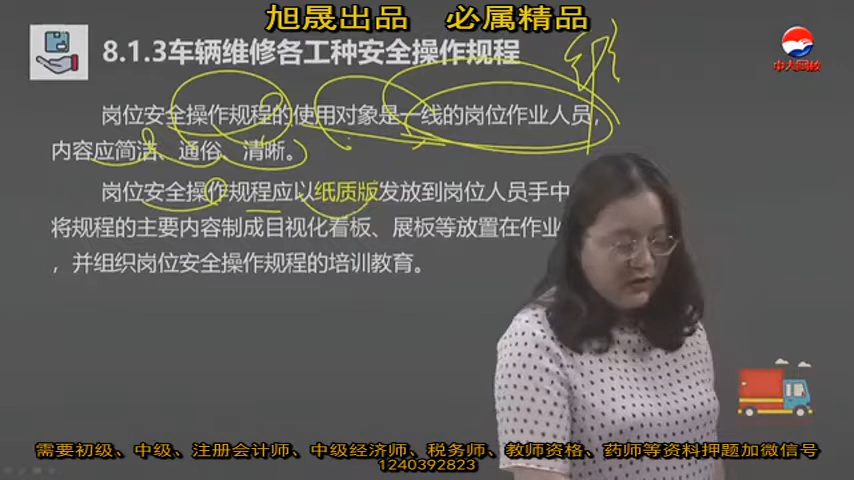 旭晟出品 必属精品
8.1.3车辆维修各工种安全操作规程
中大网校
岗位安全操作规程的使用对象是一线的岗位作业人员,
内容应简洁、通俗、清晰。
岗位安全操作规程应以纸质版发放到岗位人员手中
将规程的主要内容制成目视化看板、展板等放置在作业
,并组织岗位安全操作规程的培训教育。
需要初级、中级、注册会计师、中级经济师、税务师、教师资格、药师等资料押题加微信号
1240392823